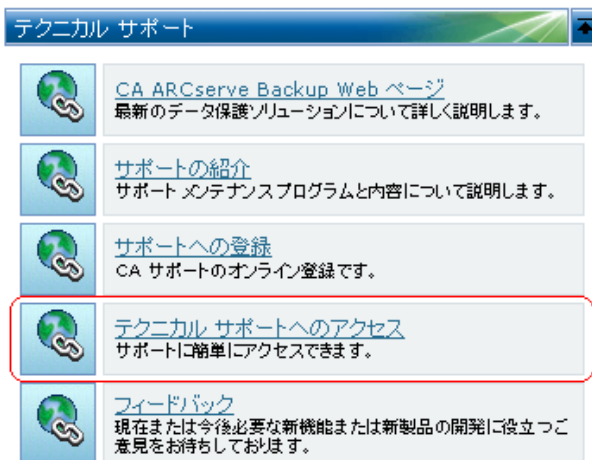 テクニカル サポート
CA ARCserve Backup Web ページ
最新のデータ保護ソリューションについて詳しく説明します。
サポートの紹介
サポート メンテナンス プログラムと内容について説明します。
サポートへの登録
CA サポートのオンライン登録です。
テクニカル サポートへのアクセス
サポートに簡単にアクセスできます。
フィードバック
現在または今後必要な新機能または新製品の開発に役立つご
意見をお待ちしております。